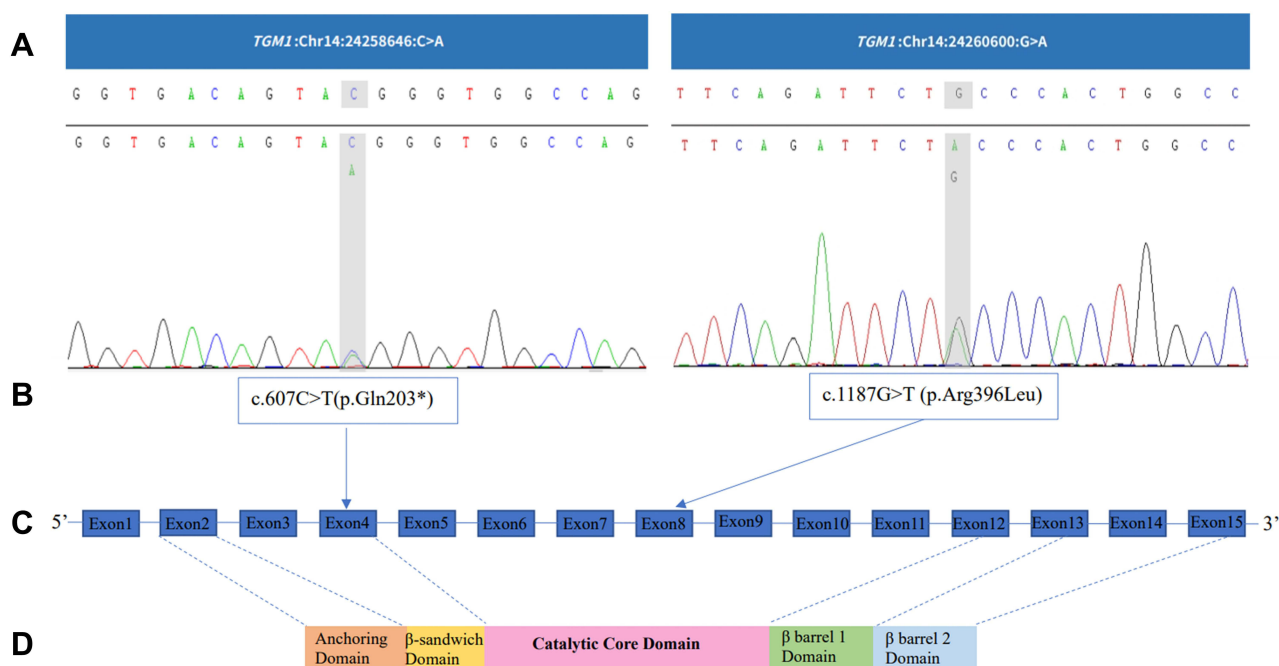 A
TGM1:Chr14:24258646:C>A
TGM1:Chr14:24260600:G>A
G G T G A C A G T A C G G G T G G C C A G
T T C A G A T T C T G C C C A C T G G C C
G G T G A C A G T A C G G G T G G C C A G
A
T T C A G A T T C T A C C C A C T G G C C
G
B
c.607C>T(p.Gln203*)
c.1187G>T (p.Arg396Leu)
C
5’ Exon1 Exon2 Exon3 Exon4 Exon5 Exon6 Exon7 Exon8 Exon9 Exon10 Exon11 Exon12 Exon13 Exon14 Exon15 3’
D
Anchoring
Domain
β-sandwich
Domain
Catalytic Core Domain
β barrel 1
Domain
β barrel 2
Domain